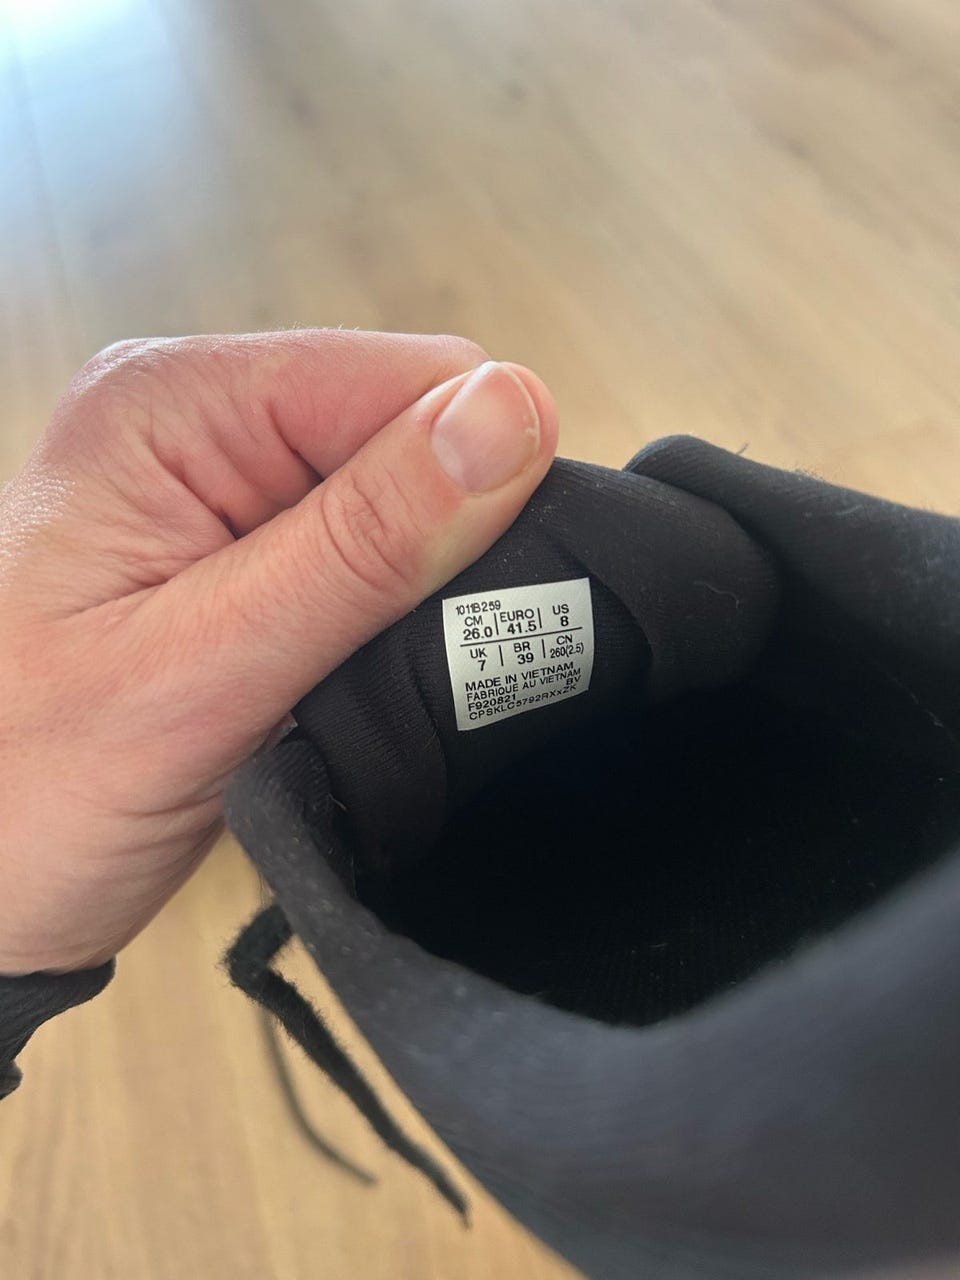 1011B259
CM EURO US
26.0 41.5 8
UK BR CN
7 39 260(2.5)
MADE IN VIETNAM
FABRIQUE AU VIETNAM
F920821 BV
CPSKLC5792RXxZK